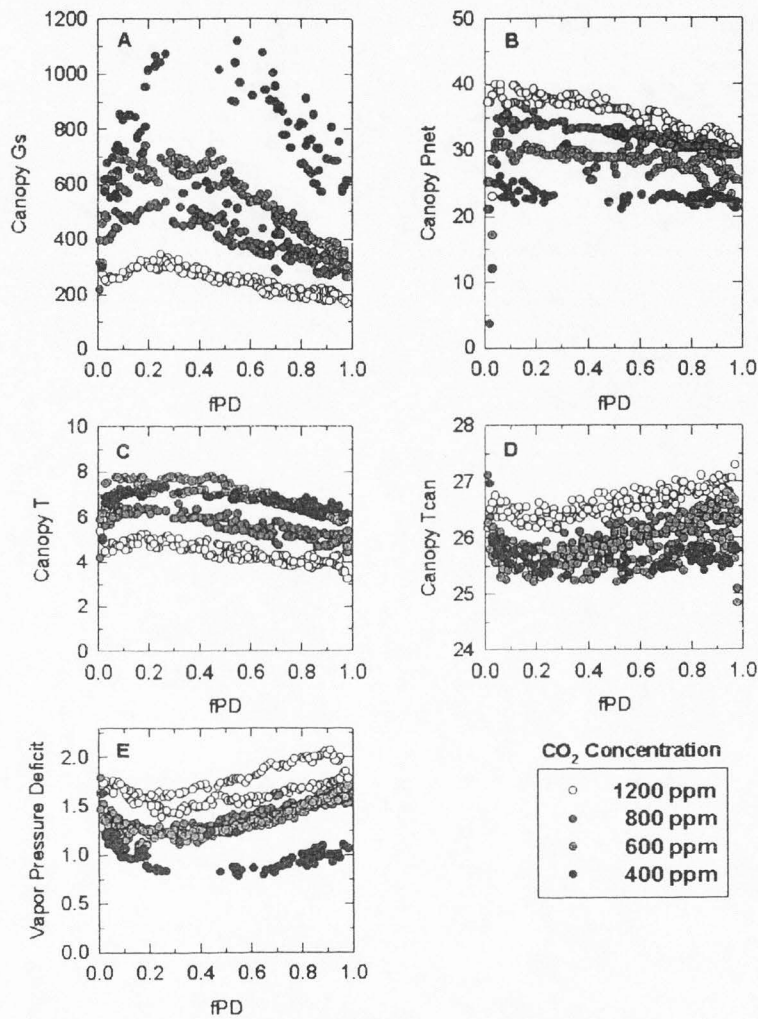 A
Canopy Gs
1200
1000
800
600
400
200
0
0.0 0.2 0.4 0.6 0.8 1.0
fPD
B
Canopy Pnet
50
40
30
20
10
0
0.0 0.2 0.4 0.6 0.8 1.0
fPD
C
Canopy T
10
8
6
4
2
0
0.0 0.2 0.4 0.6 0.8 1.0
fPD
D
Canopy Tcan
28
27
26
25
24
0.0 0.2 0.4 0.6 0.8 1.0
fPD
E
Vapor Pressure Deficit
2.0
1.5
1.0
0.5
0.0
0.0 0.2 0.4 0.6 0.8 1.0
fPD
CO₂ Concentration
1200 ppm
800 ppm
600 ppm
400 ppm